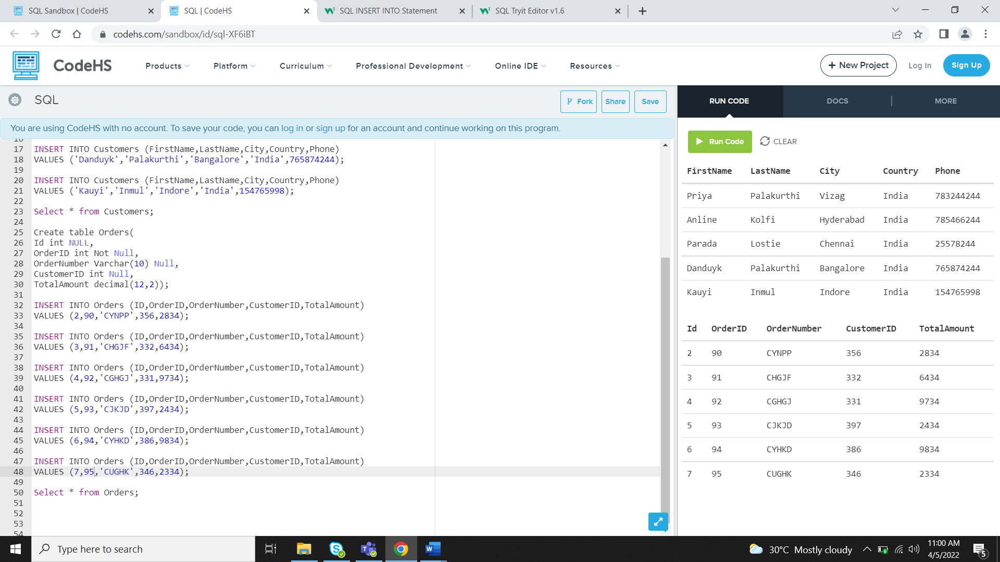 SQL Sandbox | CodeHS
SQL | CodeHS
SQL INSERT INTO Statement
SQL Tryit Editor v1.6
codehs.com/sandbox/id/sql-XF6iBT
CodeHS
Products
Platform
Curriculum
Professional Development
Online IDE
Resources
+ New Project
Log In
Sign Up
SQL
Fork
Share
Save
RUN CODE
DOCS
MORE
You are using CodeHS with no account. To save your code, you can log in or sign up for an account and continue working on this program.
16
17 INSERT INTO Customers (FirstName,LastName,City,Country,Phone)
18 VALUES ('Danduyk','Palakurthi','Bangalore','India',765874244);
19
20 INSERT INTO Customers (FirstName,LastName,City,Country,Phone)
21 VALUES ('Kauyi','Inmul','Indore','India',154765998);
22
23 Select * from Customers;
24
25 Create table Orders(
26 Id int NULL,
27 OrderID int Not Null,
28 OrderNumber Varchar(10) Null,
29 CustomerID int Null,
30 TotalAmount decimal(12,2));
31
32 INSERT INTO Orders (ID,OrderID,OrderNumber,CustomerID,TotalAmount)
33 VALUES (2,90,'CYNPP',356,2834);
34
35 INSERT INTO Orders (ID,OrderID,OrderNumber,CustomerID,TotalAmount)
36 VALUES (3,91,'CHGJF',332,6434);
37
38 INSERT INTO Orders (ID,OrderID,OrderNumber,CustomerID,TotalAmount)
39 VALUES (4,92,'CGHGJ',331,9734);
40
41 INSERT INTO Orders (ID,OrderID,OrderNumber,CustomerID,TotalAmount)
42 VALUES (5,93,'CJKJD',397,2434);
43
44 INSERT INTO Orders (ID,OrderID,OrderNumber,CustomerID,TotalAmount)
45 VALUES (6,94,'CYHKD',386,9834);
46
47 INSERT INTO Orders (ID,OrderID,OrderNumber,CustomerID,TotalAmount)
48 VALUES (7,95,'CUGHK',346,2334);
49
50 Select * from Orders;
51
52
53
54
Run Code
CLEAR
FirstName LastName City Country Phone
Priya Palakurthi Vizag India 783244244
Anline Kolfi Hyderabad India 785466244
Parada Lostie Chennai India 25578244
Danduyk Palakurthi Bangalore India 765874244
Kauyi Inmul Indore India 154765998
Id OrderID OrderNumber CustomerID TotalAmount
2 90 CYNPP 356 2834
3 91 CHGJF 332 6434
4 92 CGHGJ 331 9734
5 93 CJKJD 397 2434
6 94 CYHKD 386 9834
7 95 CUGHK 346 2334
Type here to search
30°C Mostly cloudy
11:00 AM
4/5/2022
5